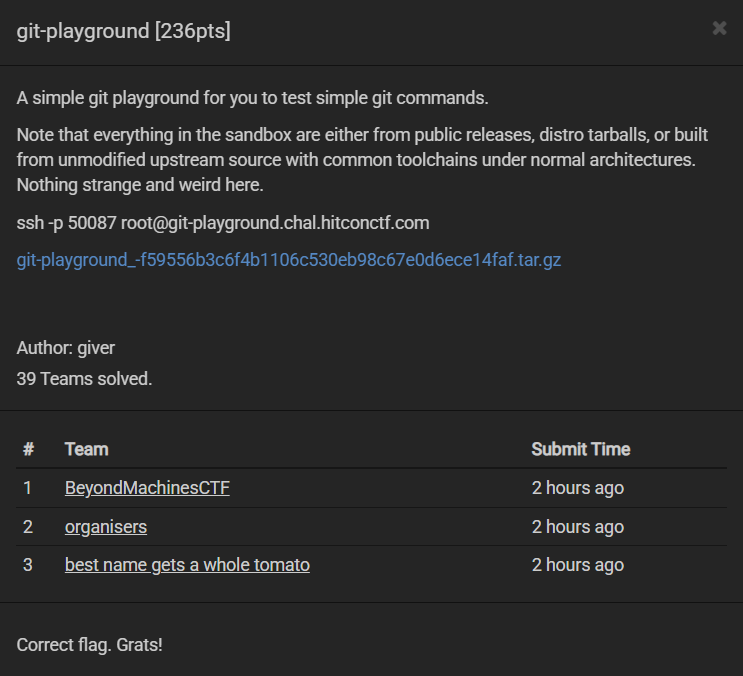 git-playground [236pts]
×
A simple git playground for you to test simple git commands.
Note that everything in the sandbox are either from public releases, distro tarballs, or built
from unmodified upstream source with common toolchains under normal architectures.
Nothing strange and weird here.
ssh -p 50087 root@git-playground.chal.hitconctf.com
git-playground_-f59556b3c6f4b1106c530eb98c67e0d6ece14faf.tar.gz
Author: giver
39 Teams solved.
# Team Submit Time
1 BeyondMachinesCTF 2 hours ago
2 organisers 2 hours ago
3 best name gets a whole tomato 2 hours ago
Correct flag. Grats!